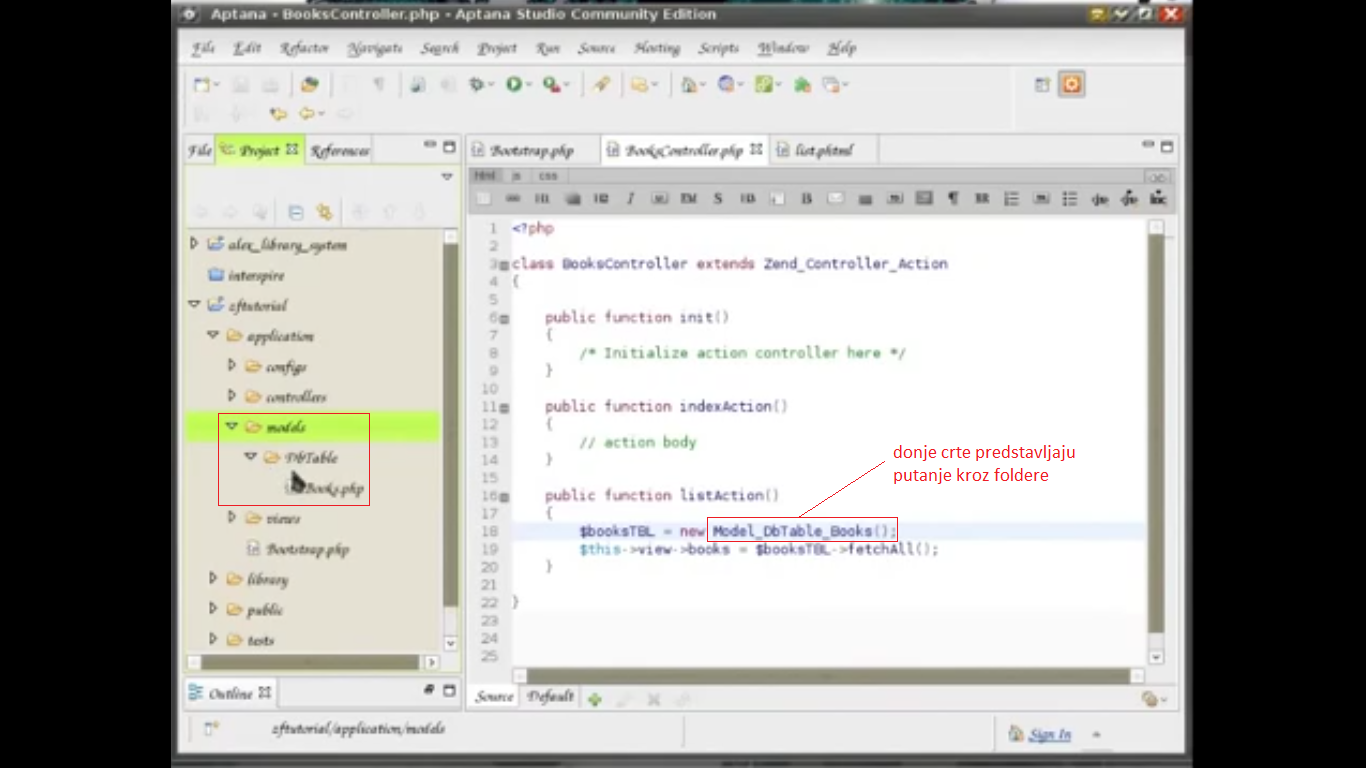 Aptana - BooksController.php - Aptana Studio Community Edition
File Edit Refactor Navigate Search Project Run Source Hosting Scripts Window Help
File Project References
Bootstrap.php BooksController.php list.phtml
html js css
alex_library_system
interspire
zftutorial
application
configs
controllers
models
DbTable
Books.php
views
Bootstrap.php
library
public
tests
1 <?php
2
3 class BooksController extends Zend_Controller_Action
4 {
5
6 public function init()
7 {
8 /* Initialize action controller here */
9 }
10
11 public function indexAction()
12 {
13 // action body
14 }
15
16 public function listAction()
17 {
18 $booksTBL = new Model_DbTable_Books();
19 $this->view->books = $booksTBL->fetchAll();
20 }
21
22 }
23
24
25
donje crte predstavljaju
putanje kroz foldere
Outline
Source Default
zftutorial/application/models
Sign In